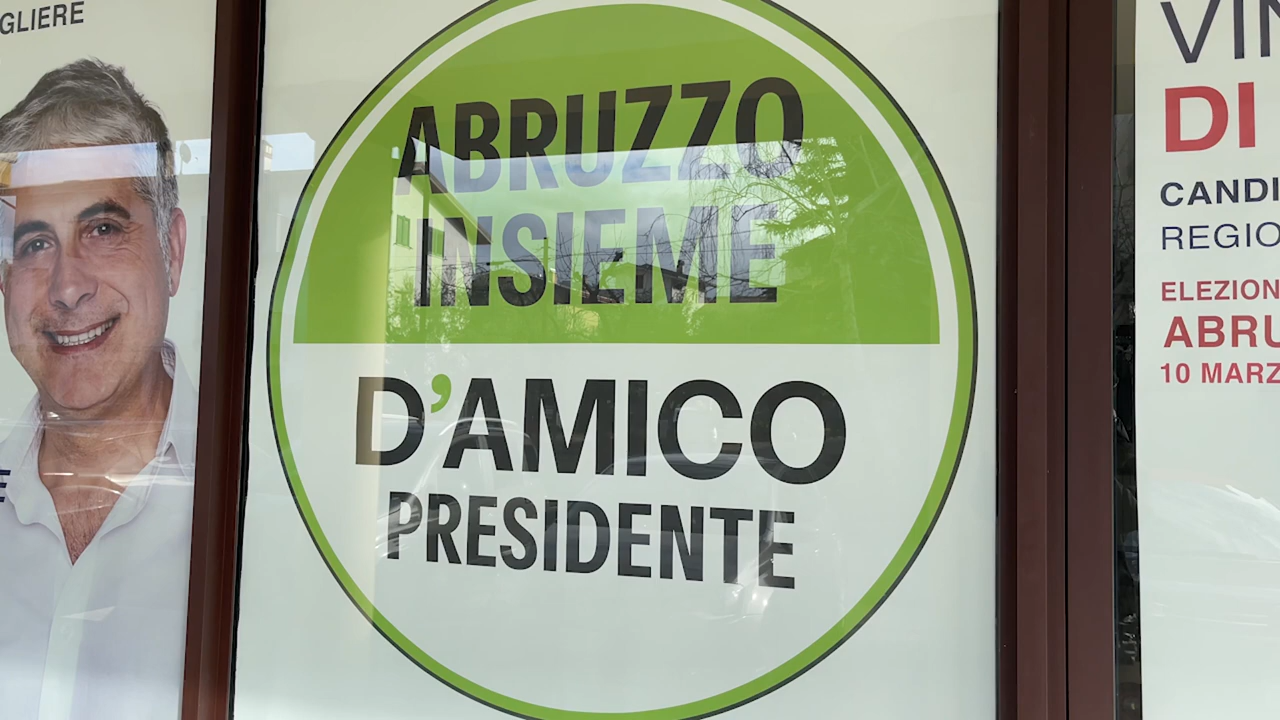 GLIERE
E
ABRUZZO
INSIEME
D'AMICO
PRESIDENTE
VIN
DI
CANDI
REGIO
ELEZION
ABRU
10 MARZ